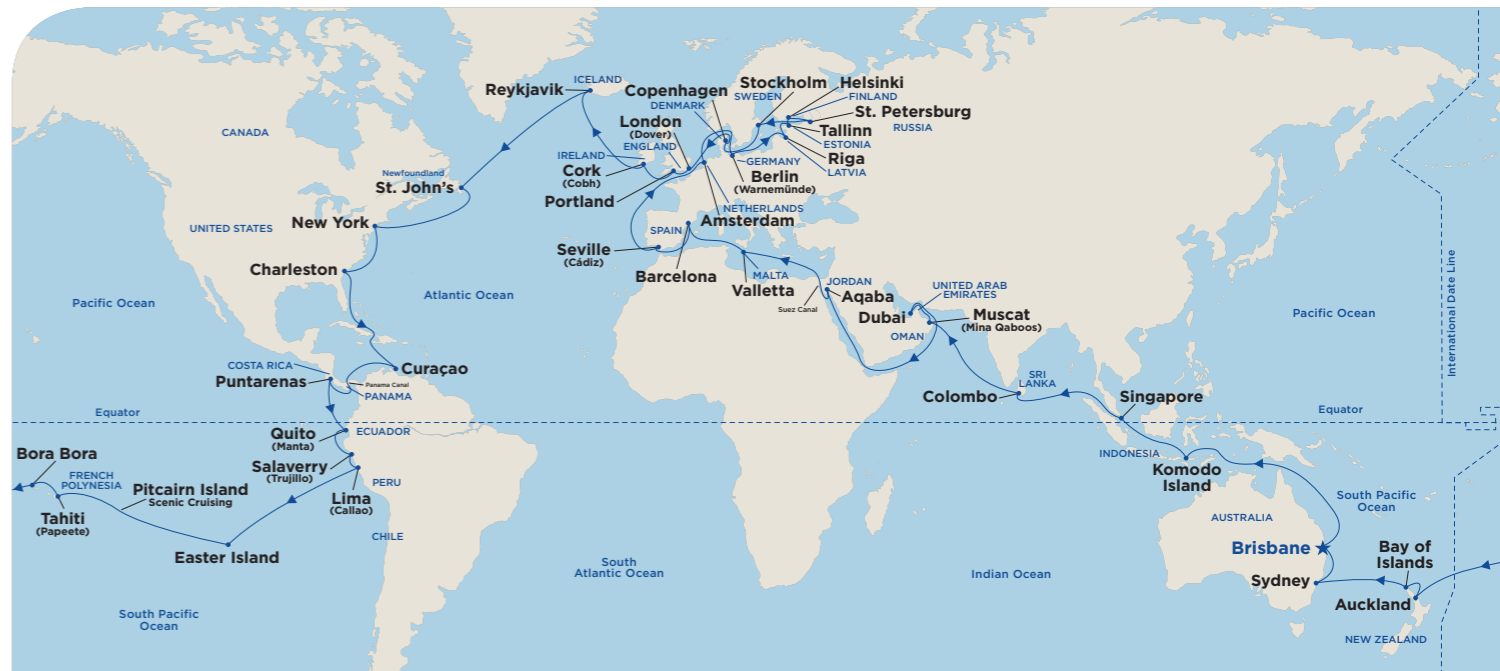 Reykjavik
ICELAND
Copenhagen
DENMARK
Stockholm
SWEDEN
Helsinki
FINLAND
St. Petersburg
RUSSIA
CANADA
London
(Dover)
ENGLAND
Tallinn
ESTONIA
IRELAND
Cork
(Cobh)
GERMANY
Riga
LATVIA
Berlin
(Warnemünde)
Newfoundland
St. John's
Portland
NETHERLANDS
Amsterdam
New York
UNITED STATES
SPAIN
Seville
(Cádiz)
Barcelona
MALTA
Valletta
Charleston
JORDAN
Aqaba
Suez Canal
UNITED ARAB
EMIRATES
Dubai
Muscat
(Mina Qaboos)
OMAN
Pacific Ocean
Atlantic Ocean
Pacific Ocean
International Date Line
COSTA RICA
Puntarenas
Panama Canal
PANAMA
Curaçao
SRI
LANKA
Colombo
Singapore
Equator
Equator
Quito
(Manta)
ECUADOR
Salaverry
(Trujillo)
Lima
(Callao)
PERU
INDONESIA
Komodo
Island
Bora Bora
FRENCH
POLYNESIA
Tahiti
(Papeete)
Pitcairn Island
Scenic Cruising
Easter Island
CHILE
South Pacific
Ocean
AUSTRALIA
Brisbane
Bay of
Islands
South
Atlantic Ocean
Indian Ocean
Sydney
Auckland
South Pacific
Ocean
NEW ZEALAND